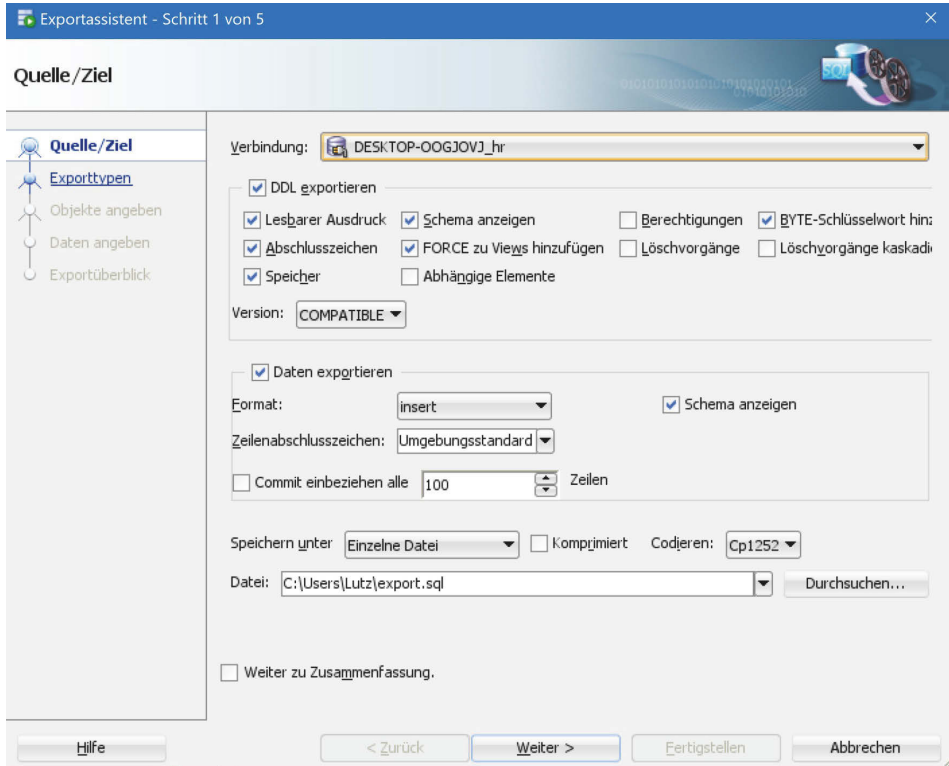 Exportassistent - Schritt 1 von 5
Quelle/Ziel
SQL
Quelle/Ziel
Exporttypen
Objekte angeben
Daten angeben
Exportüberblick
Verbindung: DESKTOP-OOGJOVJ_hr
DDL exportieren
Lesbarer Ausdruck Schema anzeigen Berechtigungen BYTE-Schlüsselwort hinz
Abschlusszeichen FORCE zu Views hinzufügen Löschvorgänge Löschvorgänge kaskadi
Speicher Abhängige Elemente
Version: COMPATIBLE
Daten exportieren
Format: insert Schema anzeigen
Zeilenabschlusszeichen: Umgebungsstandard
Commit einbeziehen alle 100 Zeilen
Speichern unter Einzelne Datei Komprimiert Codieren: Cp1252
Datei: C:\Users\Lutz\export.sql Durchsuchen...
Weiter zu Zusammenfassung.
Hilfe < Zurück Weiter > Fertigstellen Abbrechen